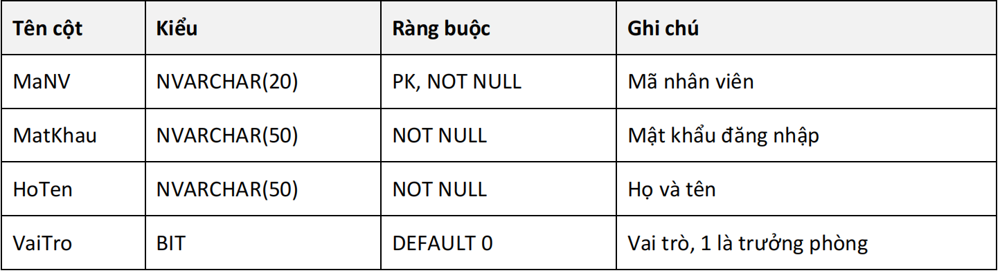 Tên cột Kiểu Ràng buộc Ghi chú
MaNV NVARCHAR(20) PK, NOT NULL Mã nhân viên
MatKhau NVARCHAR(50) NOT NULL Mật khẩu đăng nhập
HoTen NVARCHAR(50) NOT NULL Họ và tên
VaiTro BIT DEFAULT 0 Vai trò, 1 là trưởng phòng